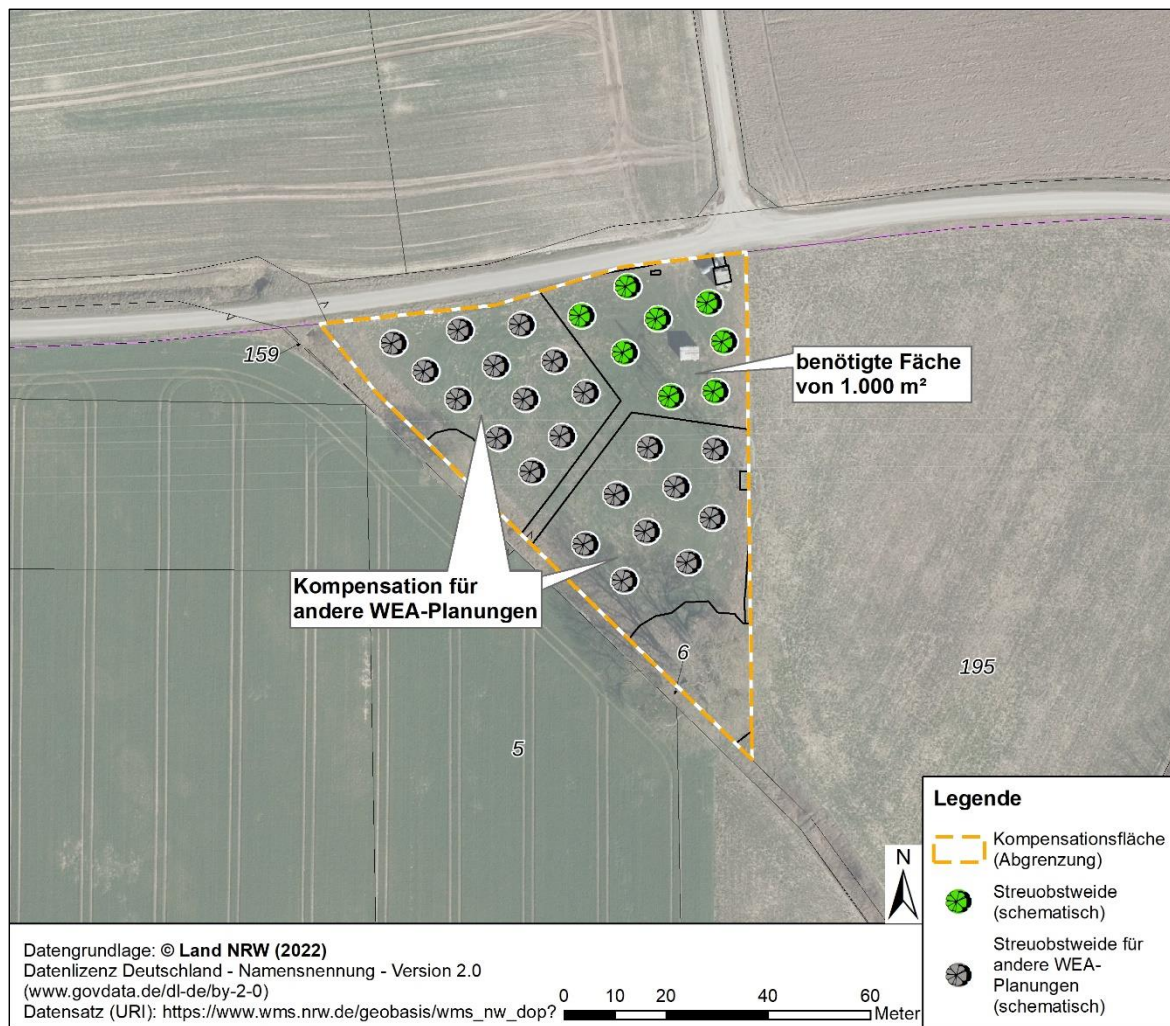 159
benötigte Fäche
von 1.000 m²
Kompensation für
andere WEA-Planungen
6
195
5
Legende
Kompensationsfläche
(Abgrenzung)
Streuobstweide
(schematisch)
Streuobstweide für
andere WEA-
Planungen
(schematisch)
N
Datengrundlage: © Land NRW (2022)
Datenlizenz Deutschland - Namensnennung - Version 2.0
(www.govdata.de/dl-de/by-2-0)
Datensatz (URI): https://www.wms.nrw.de/geobasis/wms_nw_dop?
0 10 20 40 60
Meter